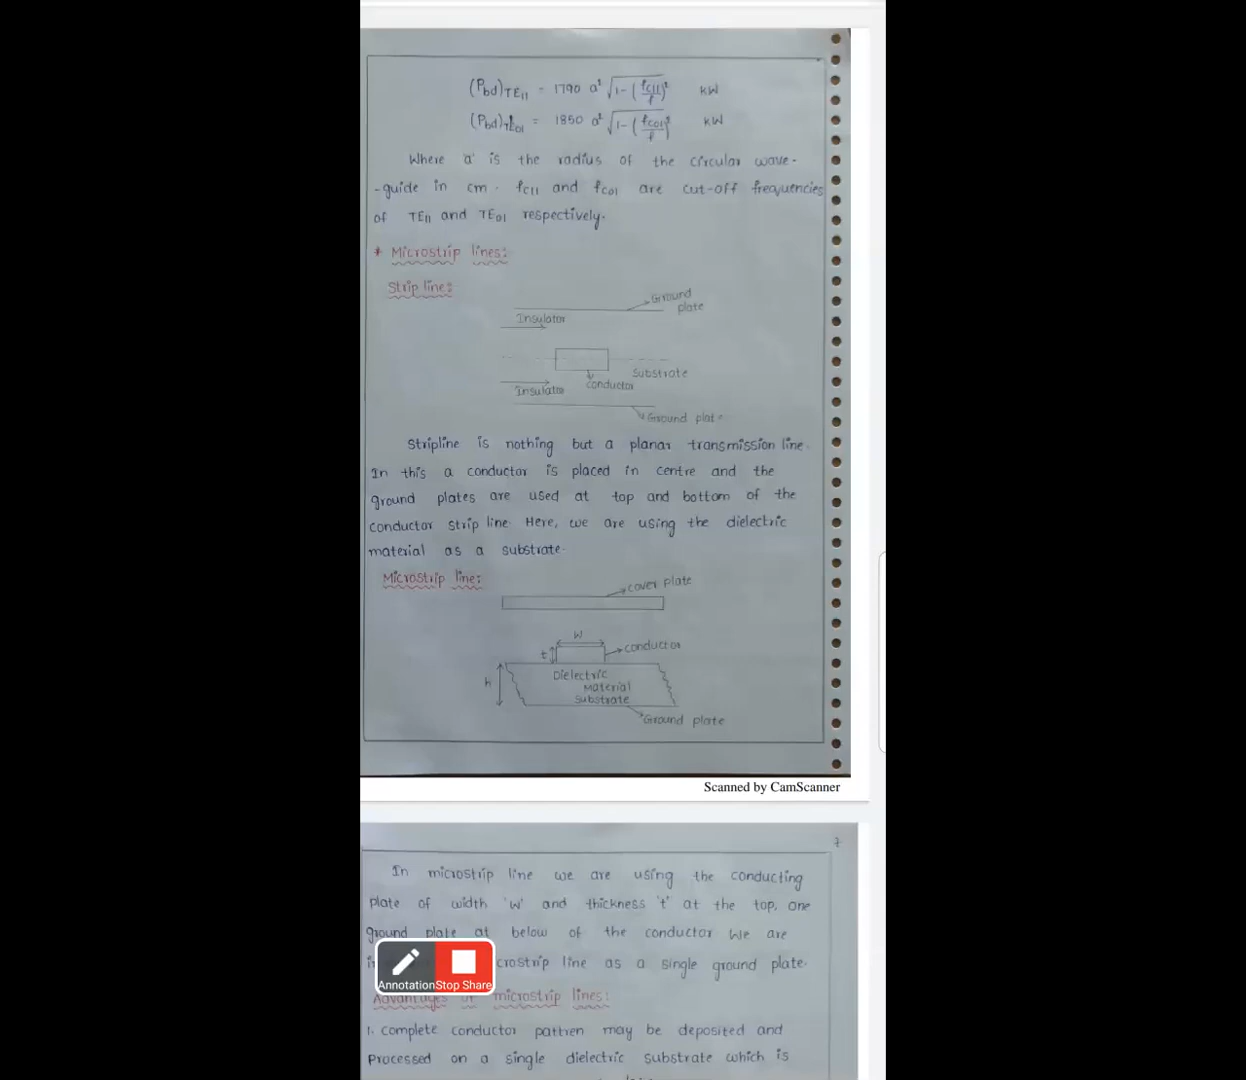 (Pbd)TE11 = 1790 a² √1-(fc11/f)² kW
(Pbd)TE01 = 1850 a² √1-(fc01/f)² kW
Where 'a' is the radius of the circular wave-
-guide in cm. fc11 and fc01 are cut-off frequencies
of TE11 and TE01 respectively.
* Microstrip lines:
Strip line:
Ground plate
Insulator
Substrate
conductor
Insulator
Ground plat
Stripline is nothing but a planar transmission line.
In this a conductor is placed in centre and the
ground plates are used at top and bottom of the
conductor strip line. Here, we are using the dielectric
material as a substrate.
Microstrip line:
cover plate
W
t
conductor
h
Dielectric
Material
Substrate
Ground plate
Scanned by CamScanner
7
In microstrip line we are using the conducting
plate of width 'W' and thickness 't' at the top, one
ground plate at below of the conductor we are
crostrip line as a single ground plate.
Annotation Stop Share
Advantages of microstrip lines:
1. complete conductor pattren may be deposited and
processed on a single dielectric substrate which is